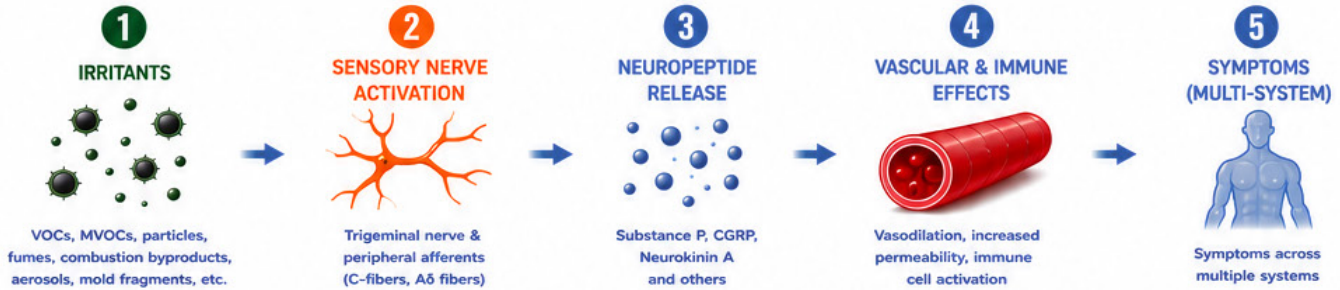 1
IRRITANTS
VOCs, MVOCs, particles,
fumes, combustion byproducts,
aerosols, mold fragments, etc.
2
SENSORY NERVE
ACTIVATION
Trigeminal nerve &
peripheral afferents
(C-fibers, Aδ fibers)
3
NEUROPEPTIDE
RELEASE
Substance P, CGRP,
Neurokinin A
and others
4
VASCULAR & IMMUNE
EFFECTS
Vasodilation, increased
permeability, immune
cell activation
5
SYMPTOMS
(MULTI-SYSTEM)
Symptoms across
multiple systems